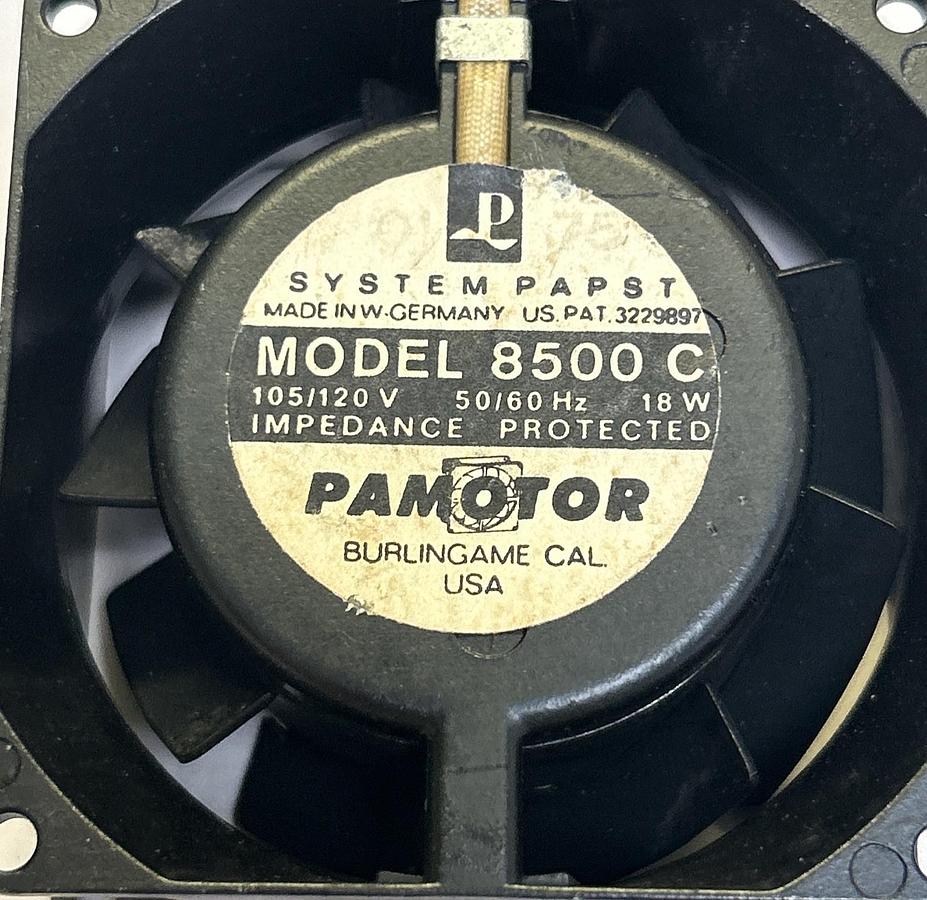 P
SYSTEM PAPST
MADE IN W·GERMANY US.PAT.3229897
MODEL 8500 C
105/120 V 50/60 Hz 18 W
IMPEDANCE PROTECTED
PAMOTOR
BURLINGAME CAL.
USA